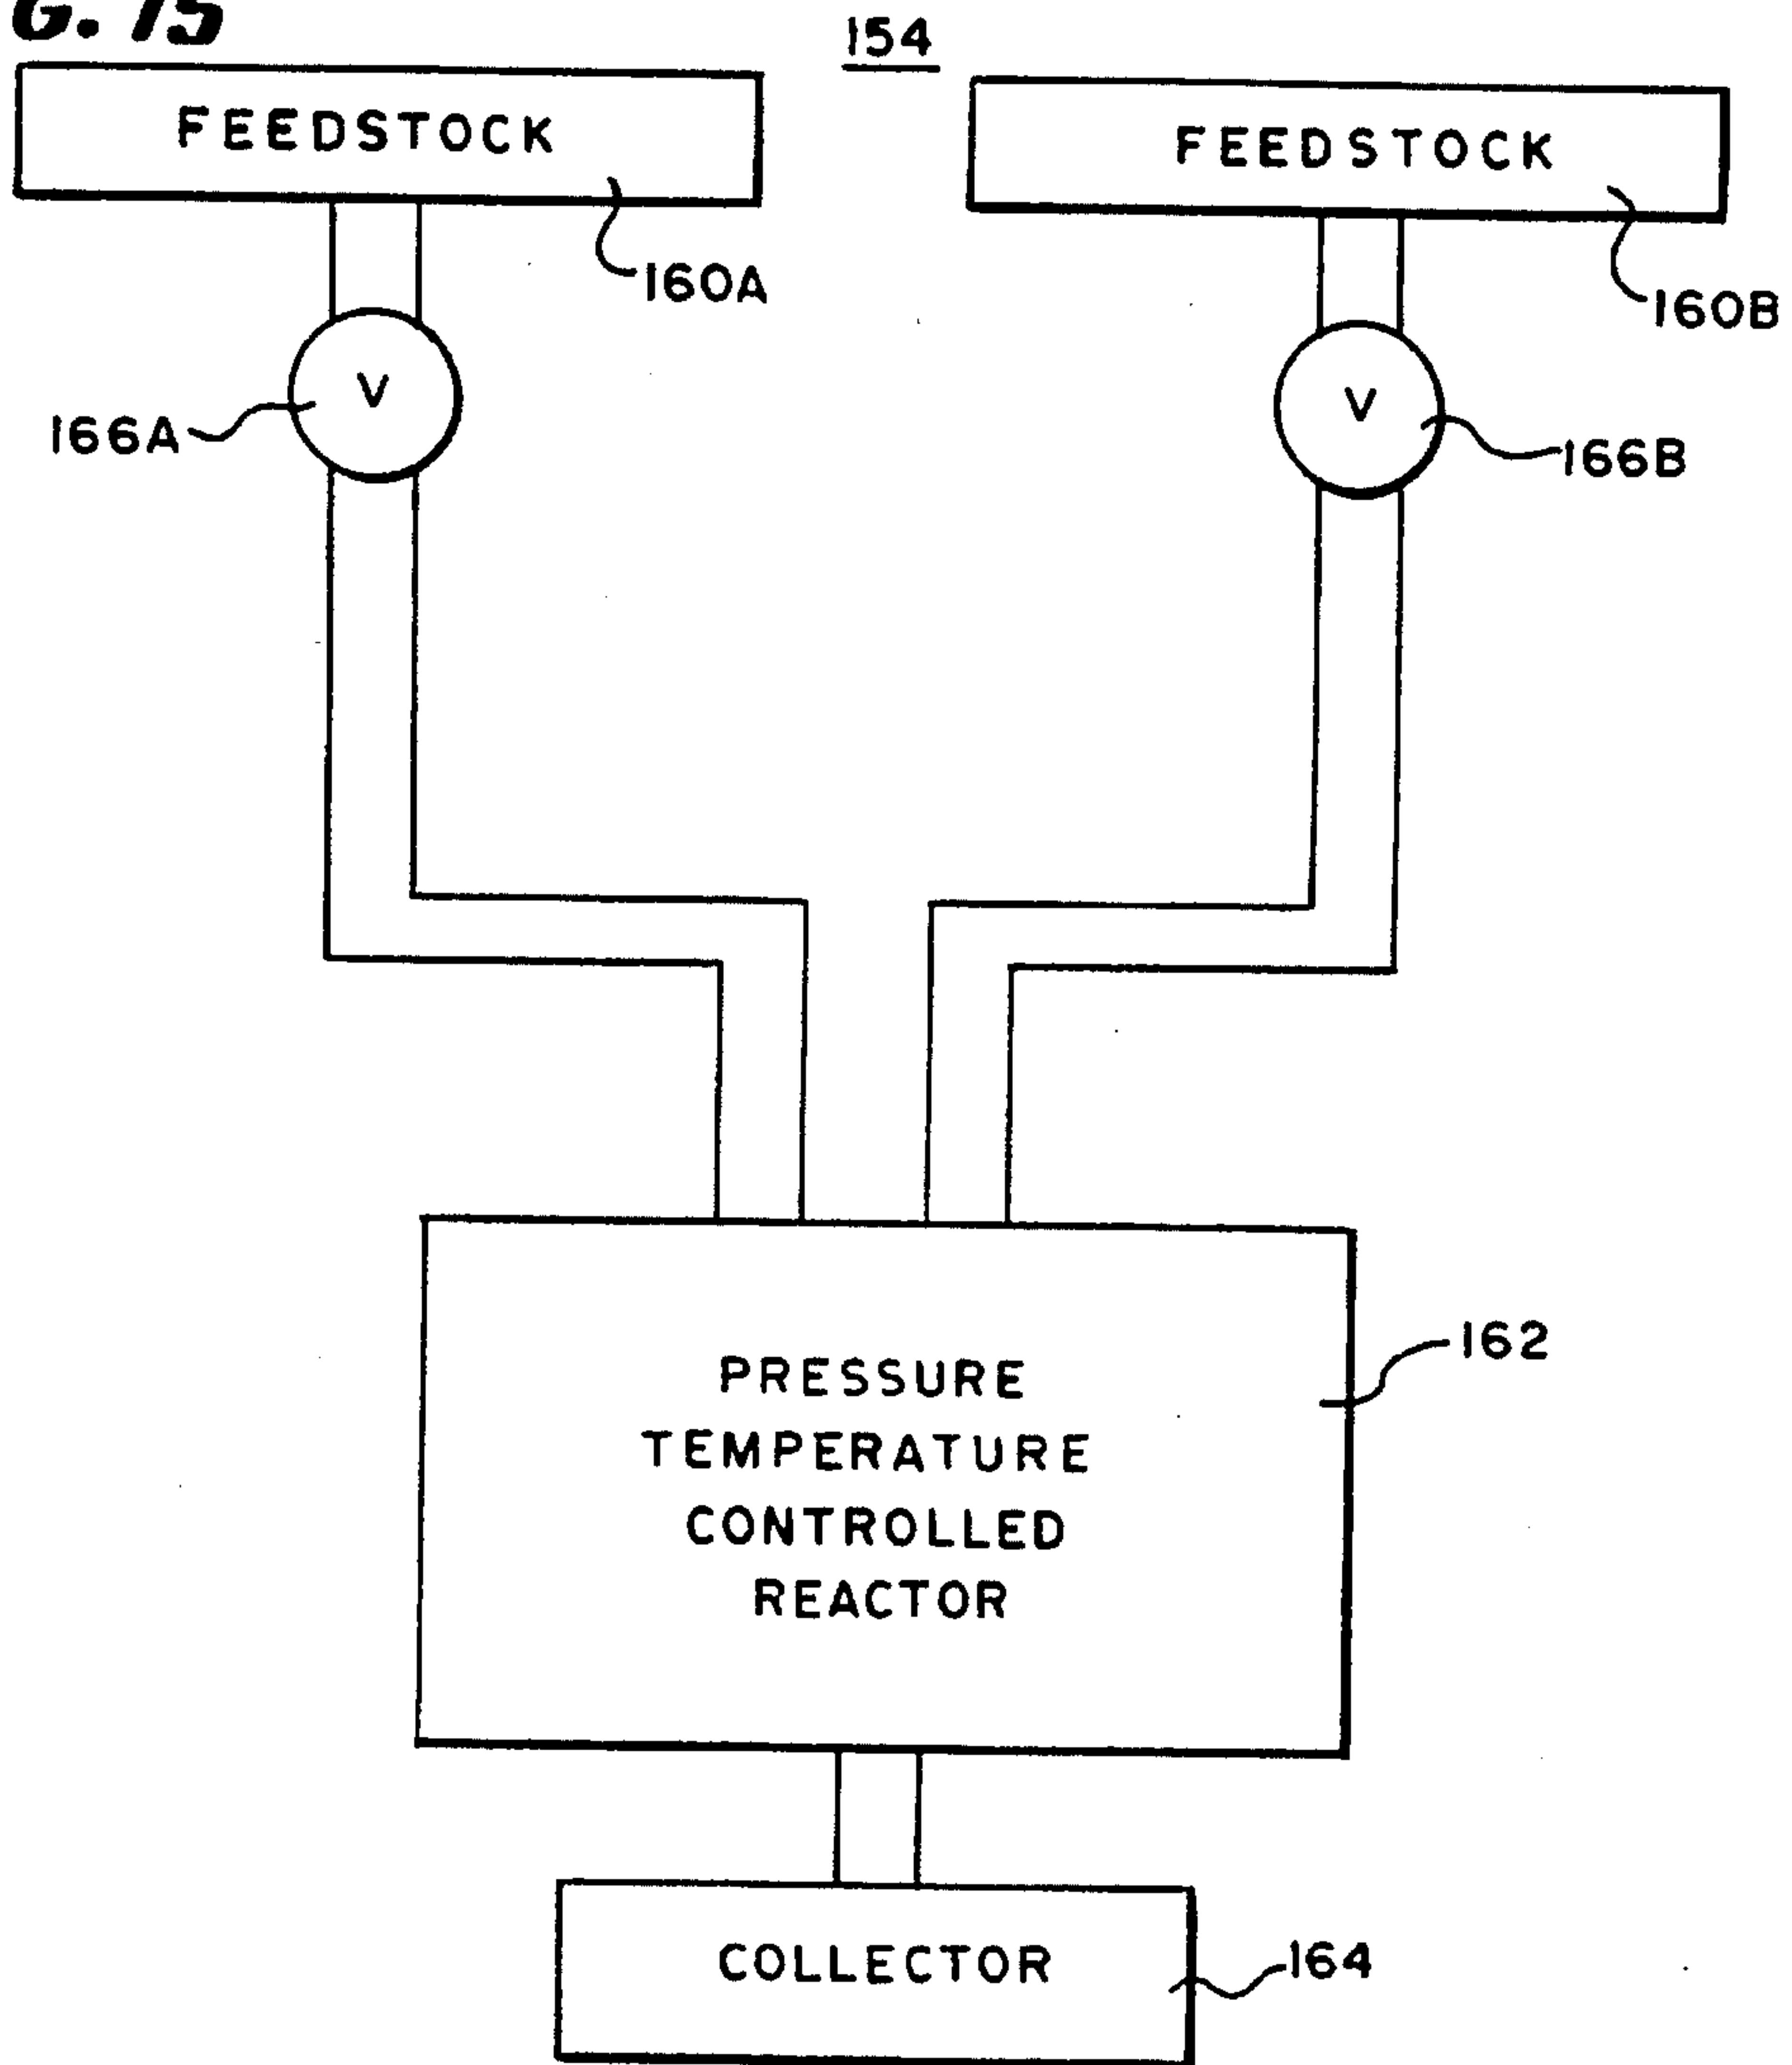 G. 15
154
FEEDSTOCK
FEEDSTOCK
160A
160B
V
V
166A
166B
162
PRESSURE
TEMPERATURE
CONTROLLED
REACTOR
COLLECTOR
164